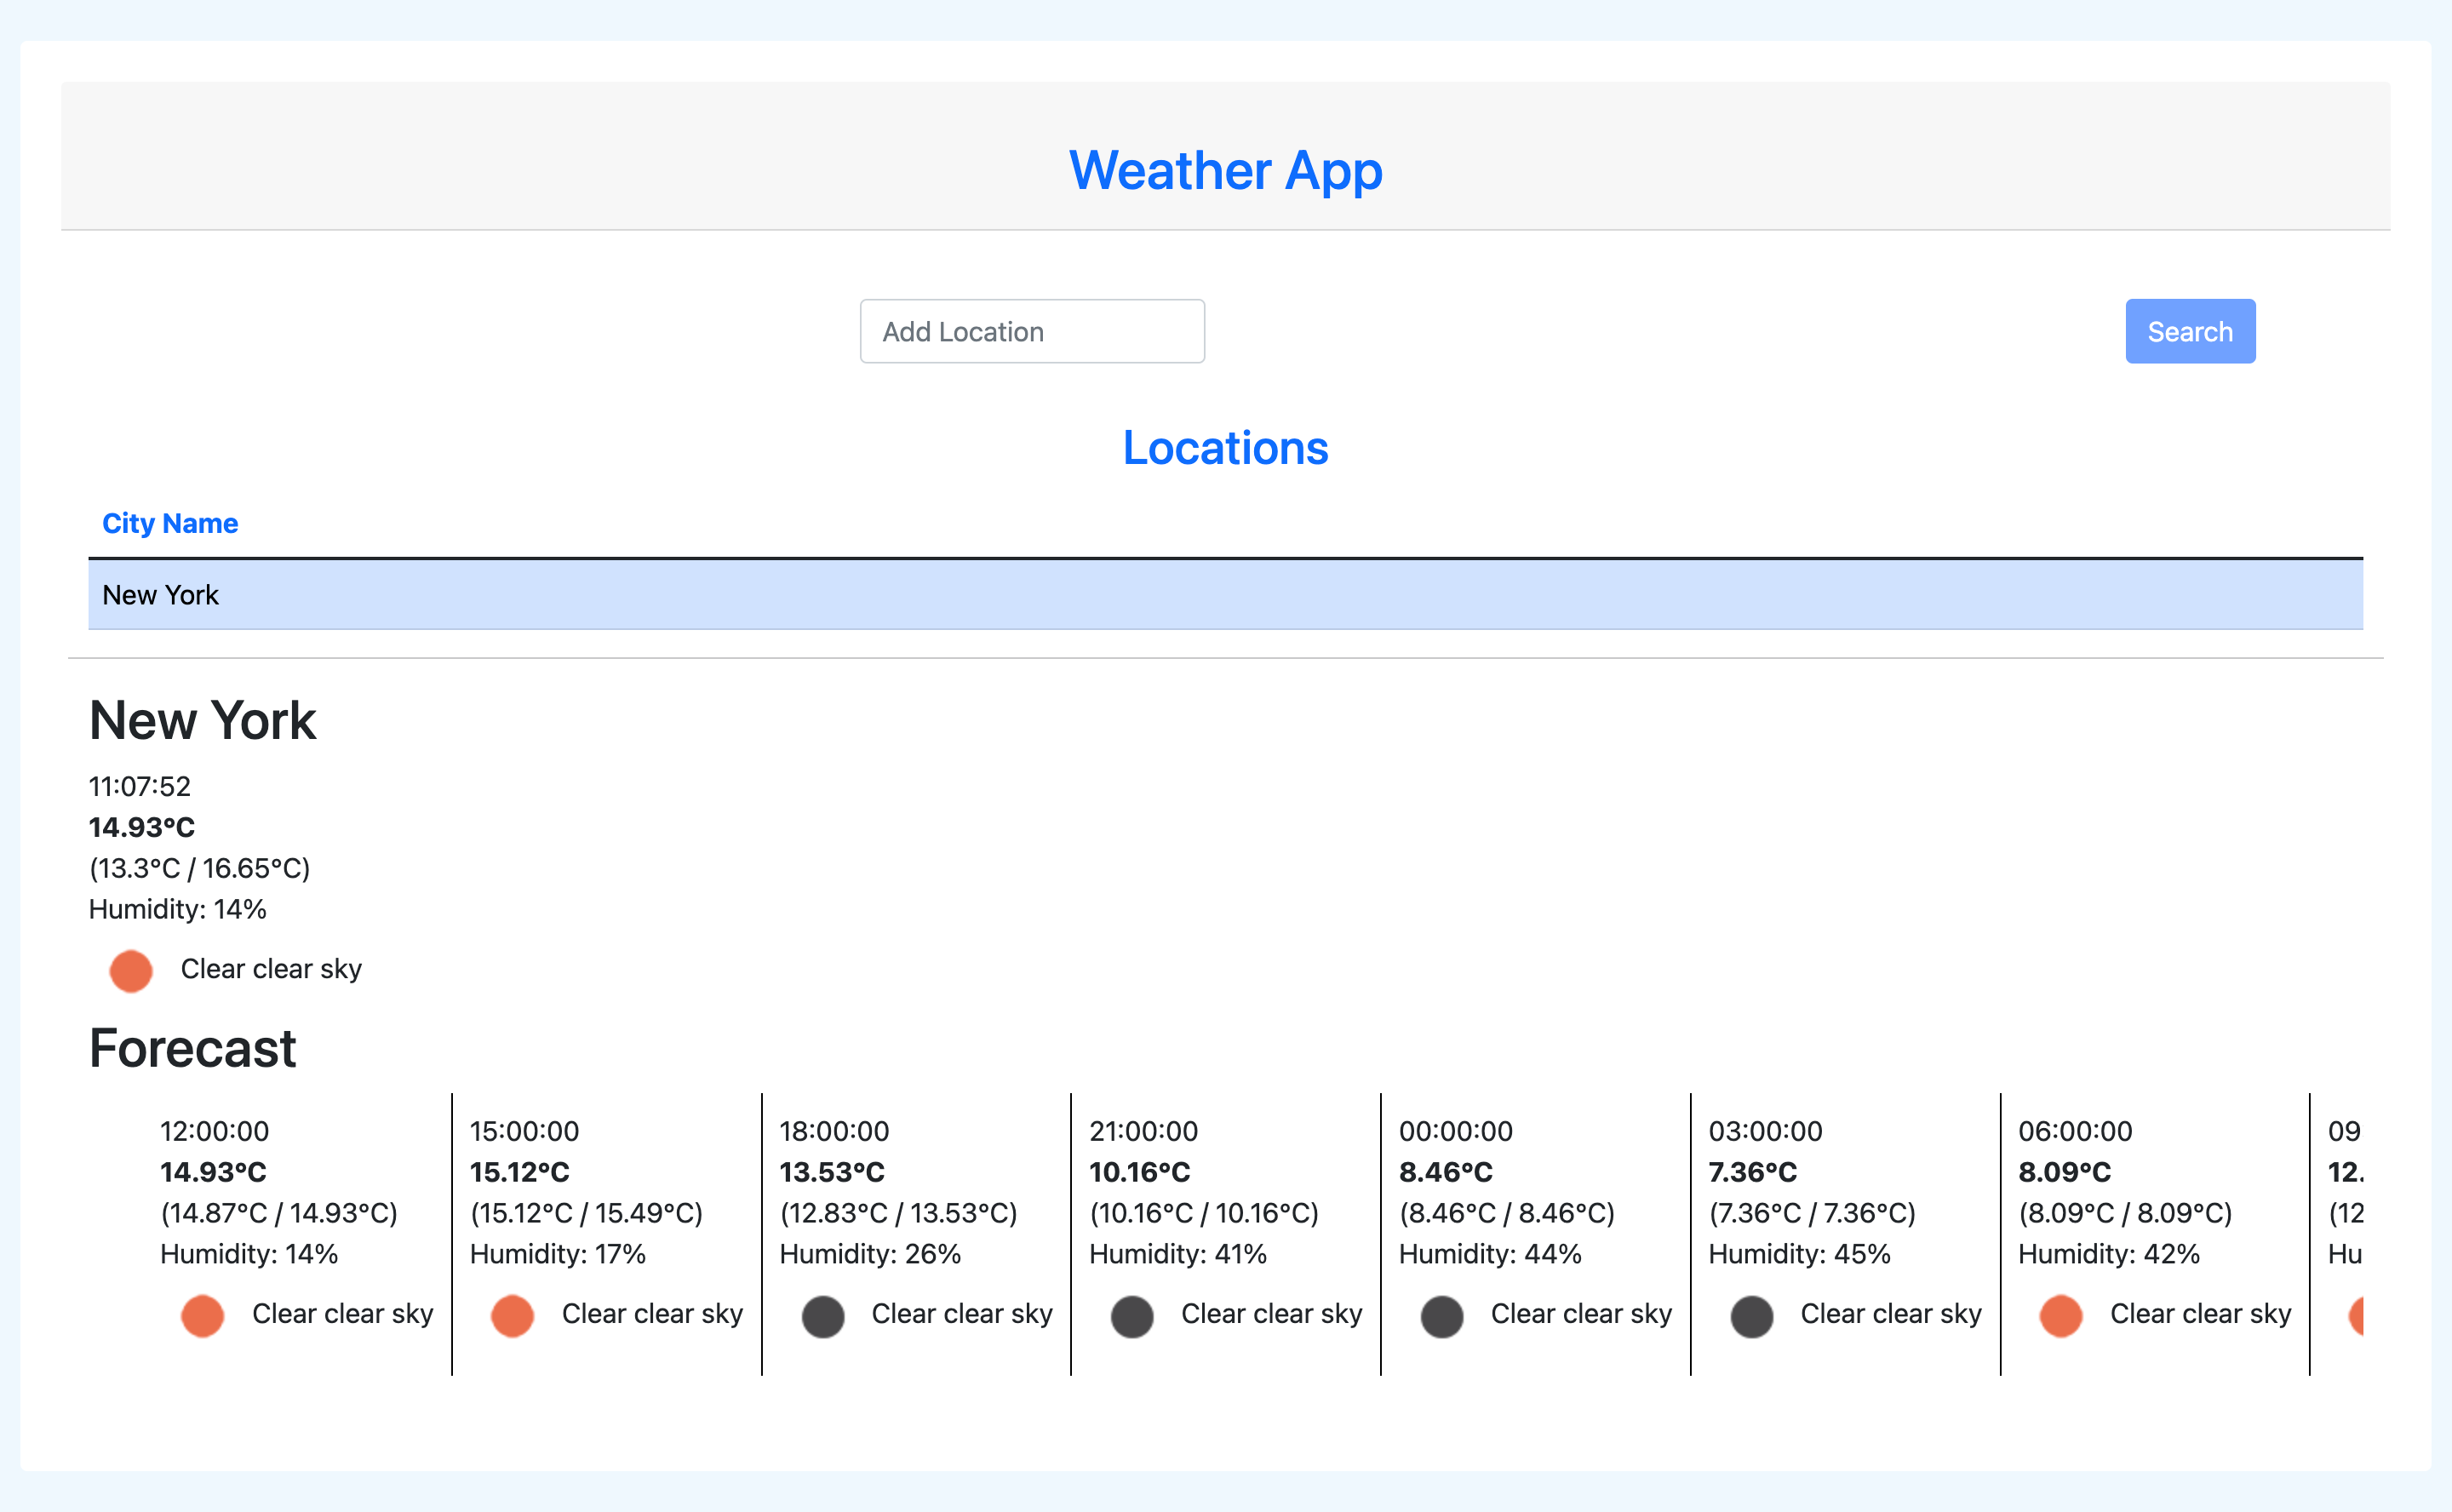 Weather App
Add Location
Search
Locations
City Name
New York
New York
11:07:52
14.93°C
(13.3°C / 16.65°C)
Humidity: 14%
Clear clear sky
Forecast
12:00:00
14.93°C
(14.87°C / 14.93°C)
Humidity: 14%
Clear clear sky
15:00:00
15.12°C
(15.12°C / 15.49°C)
Humidity: 17%
Clear clear sky
18:00:00
13.53°C
(12.83°C / 13.53°C)
Humidity: 26%
Clear clear sky
21:00:00
10.16°C
(10.16°C / 10.16°C)
Humidity: 41%
Clear clear sky
00:00:00
8.46°C
(8.46°C / 8.46°C)
Humidity: 44%
Clear clear sky
03:00:00
7.36°C
(7.36°C / 7.36°C)
Humidity: 45%
Clear clear sky
06:00:00
8.09°C
(8.09°C / 8.09°C)
Humidity: 42%
Clear clear sky
09
12.
(12
Hu